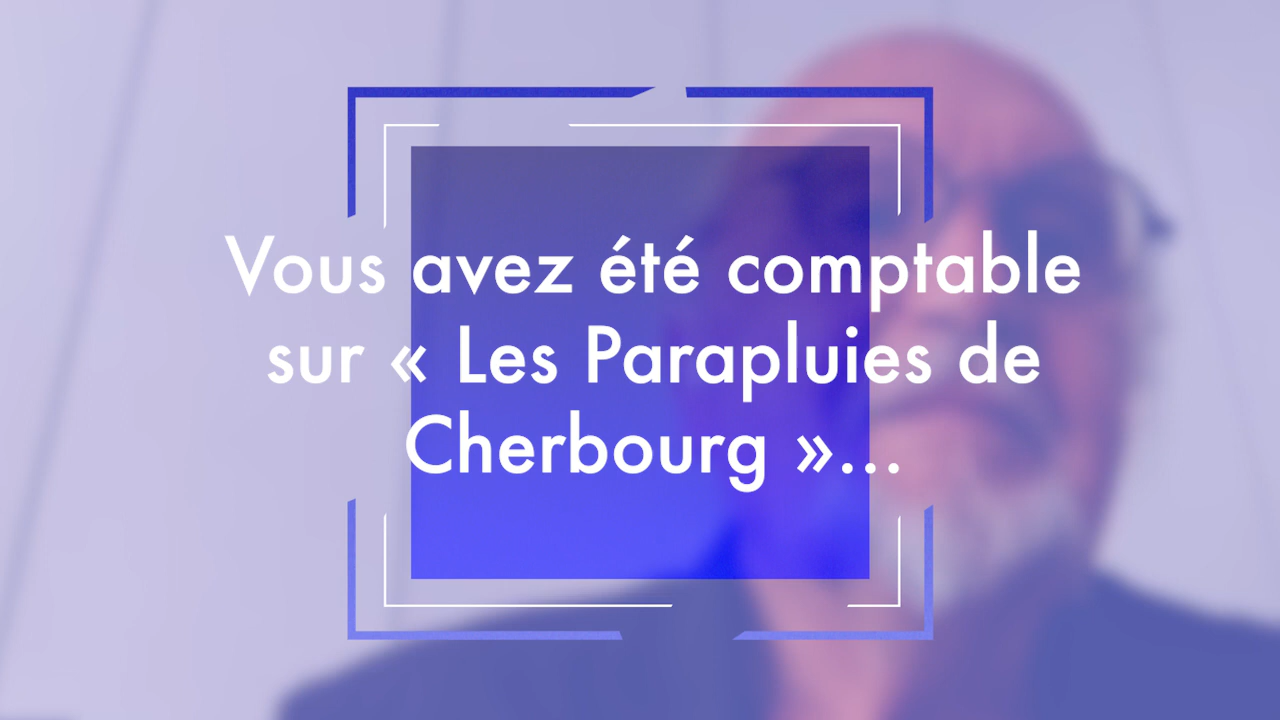 Vous avez été comptable
sur « Les Parapluies de
Cherbourg »...